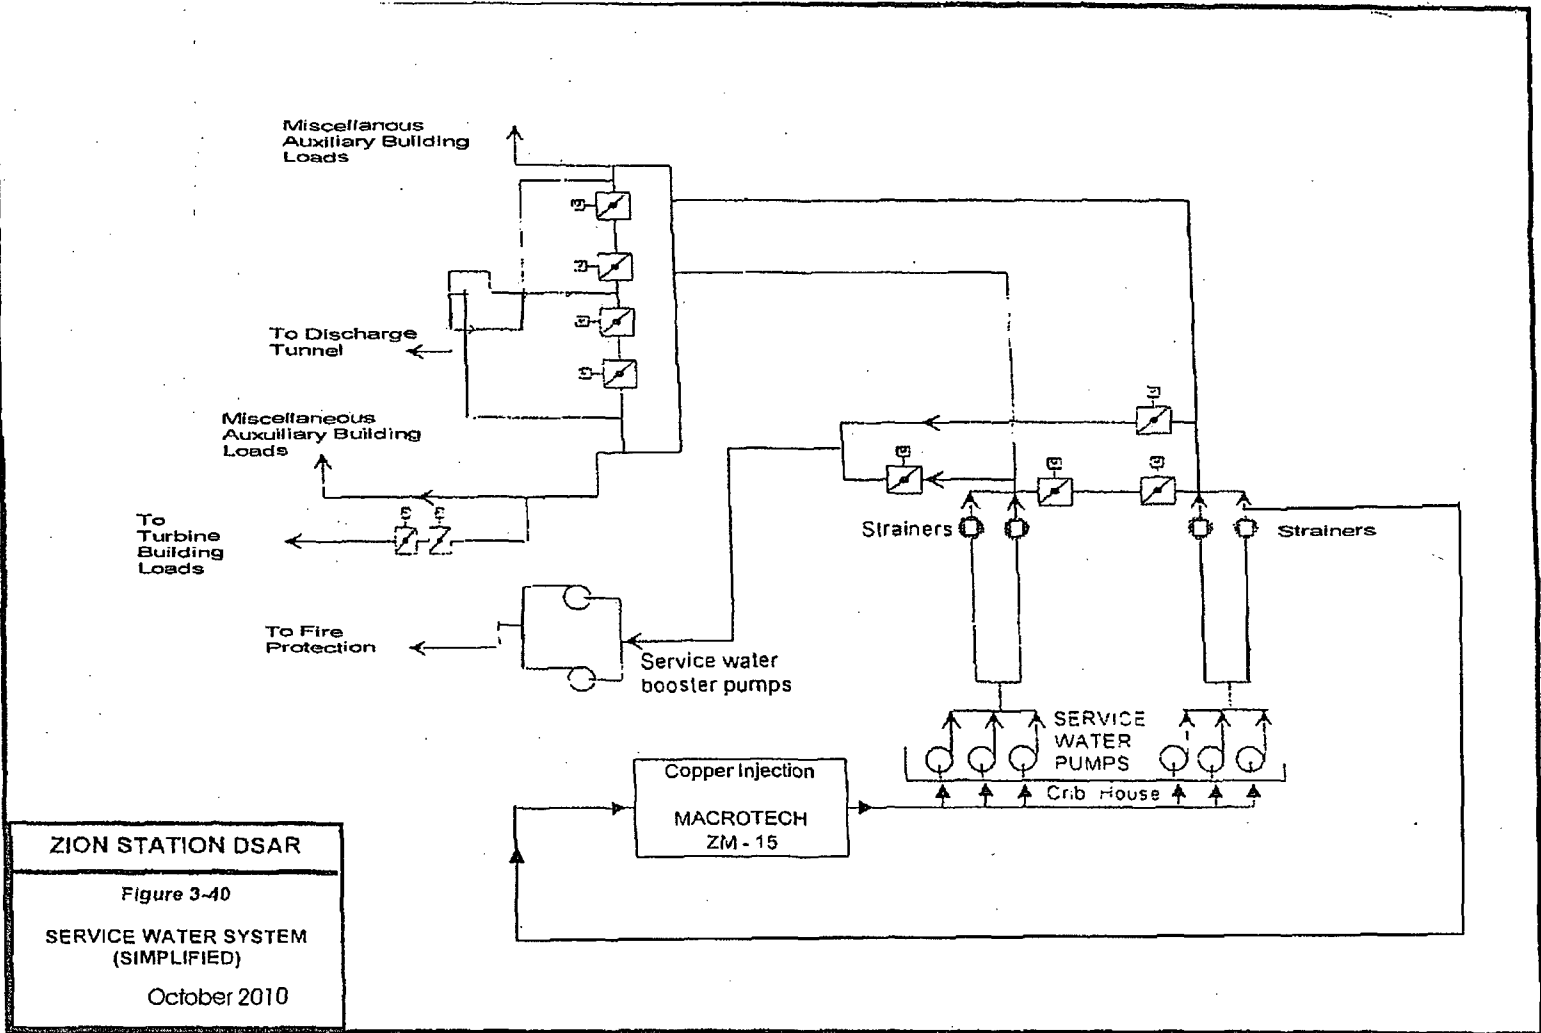 Miscellanous
Auxiliary Building
Loads
To Discharge
Tunnel
Miscellaneous
Auxuiliary Building
Loads
To
Turbine
Building
Loads
To Fire
Protection
Service water
booster pumps
Strainers
Strainers
SERVICE
WATER
PUMPS
Crib House
Copper Injection
MACROTECH
ZM - 15
ZION STATION DSAR
Figure 3-40
SERVICE WATER SYSTEM
(SIMPLIFIED)
October 2010